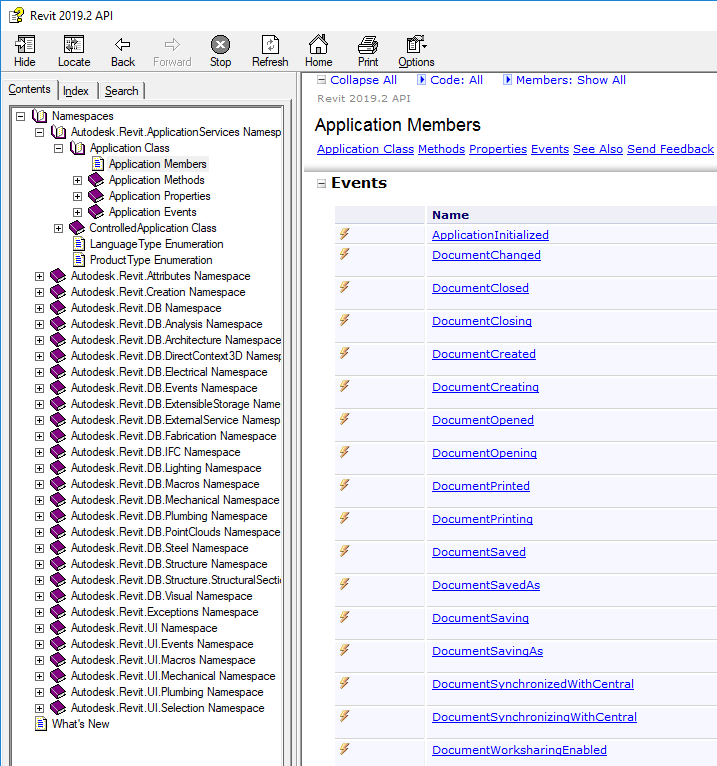 Revit 2019.2 API
Hide Locate Back Forward Stop Refresh Home Print Options
Contents Index Search
Namespaces
Autodesk.Revit.ApplicationServices Namesp
Application Class
Application Members
Application Methods
Application Properties
Application Events
ControlledApplication Class
LanguageType Enumeration
ProductType Enumeration
Autodesk.Revit.Attributes Namespace
Autodesk.Revit.Creation Namespace
Autodesk.Revit.DB Namespace
Autodesk.Revit.DB.Analysis Namespace
Autodesk.Revit.DB.Architecture Namespace
Autodesk.Revit.DB.DirectContext3D Namesp
Autodesk.Revit.DB.Electrical Namespace
Autodesk.Revit.DB.Events Namespace
Autodesk.Revit.DB.ExtensibleStorage Name
Autodesk.Revit.DB.ExternalService Namesp
Autodesk.Revit.DB.Fabrication Namespace
Autodesk.Revit.DB.IFC Namespace
Autodesk.Revit.DB.Lighting Namespace
Autodesk.Revit.DB.Macros Namespace
Autodesk.Revit.DB.Mechanical Namespace
Autodesk.Revit.DB.Plumbing Namespace
Autodesk.Revit.DB.PointClouds Namespace
Autodesk.Revit.DB.Steel Namespace
Autodesk.Revit.DB.Structure Namespace
Autodesk.Revit.DB.Structure.StructuralSecti
Autodesk.Revit.DB.Visual Namespace
Autodesk.Revit.Exceptions Namespace
Autodesk.Revit.UI Namespace
Autodesk.Revit.UI.Events Namespace
Autodesk.Revit.UI.Macros Namespace
Autodesk.Revit.UI.Mechanical Namespace
Autodesk.Revit.UI.Plumbing Namespace
Autodesk.Revit.UI.Selection Namespace
What's New
Collapse All Code: All Members: Show All
Revit 2019.2 API
Application Members
Application Class Methods Properties Events See Also Send Feedback
Events
Name
ApplicationInitialized
DocumentChanged
DocumentClosed
DocumentClosing
DocumentCreated
DocumentCreating
DocumentOpened
DocumentOpening
DocumentPrinted
DocumentPrinting
DocumentSaved
DocumentSavedAs
DocumentSaving
DocumentSavingAs
DocumentSynchronizedWithCentral
DocumentSynchronizingWithCentral
DocumentWorksharingEnabled